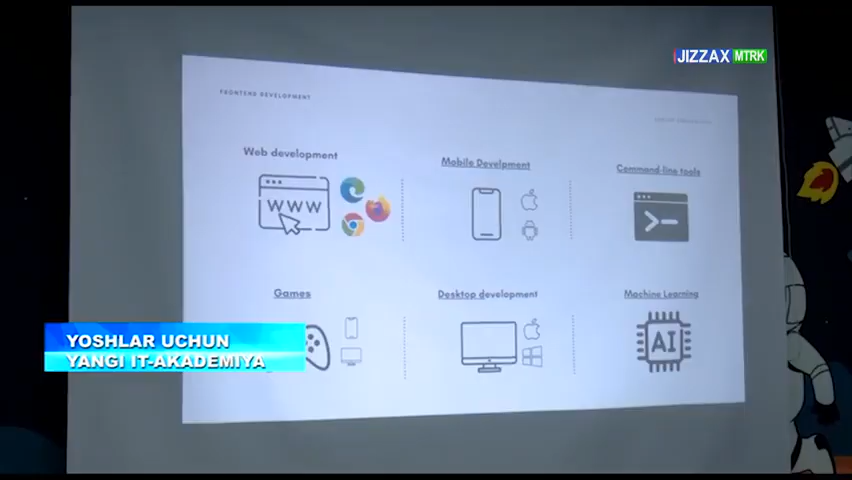 JIZZAX MTRK
FRONTEND DEVELOPMENT
Web development
Mobile Develpment
Command-line tools
WWW
Games
Desktop development
Machine Learning
AI
YOSHLAR UCHUN
YANGI IT-AKADEMIYA